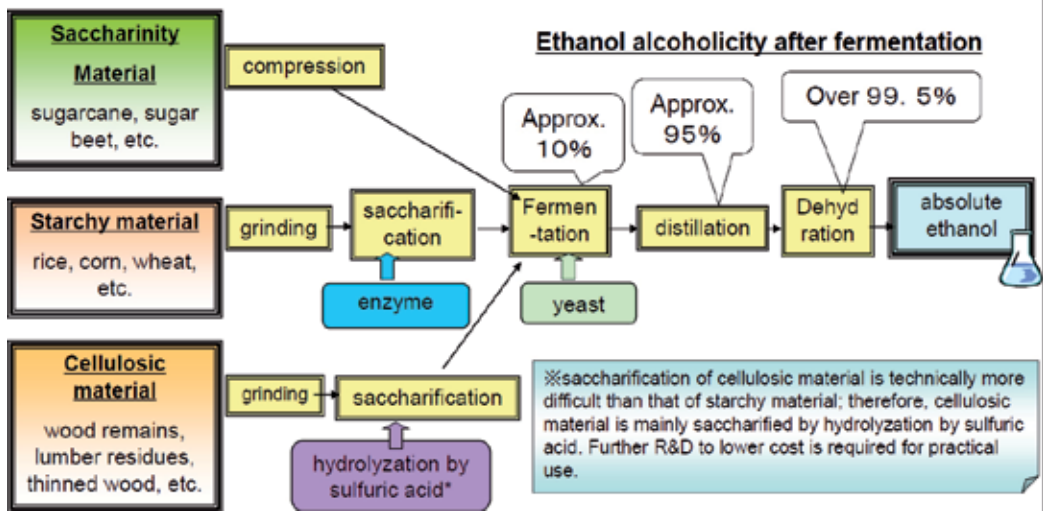 Saccharinity
Material
sugarcane, sugar
beet, etc.
compression
Ethanol alcoholicity after fermentation
Approx.
10%
Approx.
95%
Over 99. 5%
Starchy material
rice, corn, wheat,
etc.
grinding
saccharifi-
cation
Fermen
-tation
distillation
Dehyd
ration
absolute
ethanol
enzyme
yeast
Cellulosic
material
wood remains,
lumber residues,
thinned wood, etc.
grinding
saccharification
hydrolyzation by
sulfuric acid*
※saccharification of cellulosic material is technically more
difficult than that of starchy material; therefore, cellulosic
material is mainly saccharified by hydrolyzation by sulfuric
acid. Further R&D to lower cost is required for practical
use.